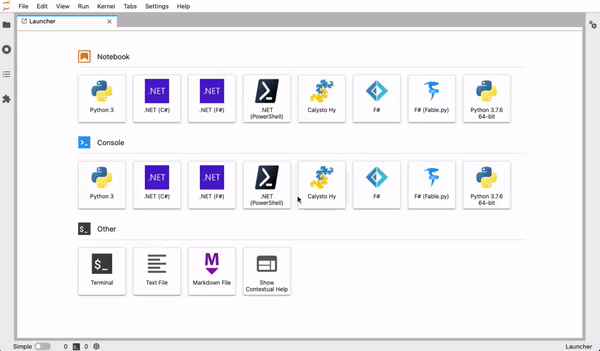 File Edit View Run Kernel Tabs Settings Help
Launcher
Notebook
Python 3
.NET
.NET (C#)
.NET
.NET (F#)
.NET
(PowerShell)
Calysto Hy
F#
F# (Fable.py)
Python 3.7.6
64-bit
Console
Python 3
.NET
.NET (C#)
.NET
.NET (F#)
.NET
(PowerShell)
Calysto Hy
F#
F# (Fable.py)
Python 3.7.6
64-bit
$_ Other
$_
Terminal
Text File
M
Markdown File
Show
Contextual Help
Simple 0 0 Launcher